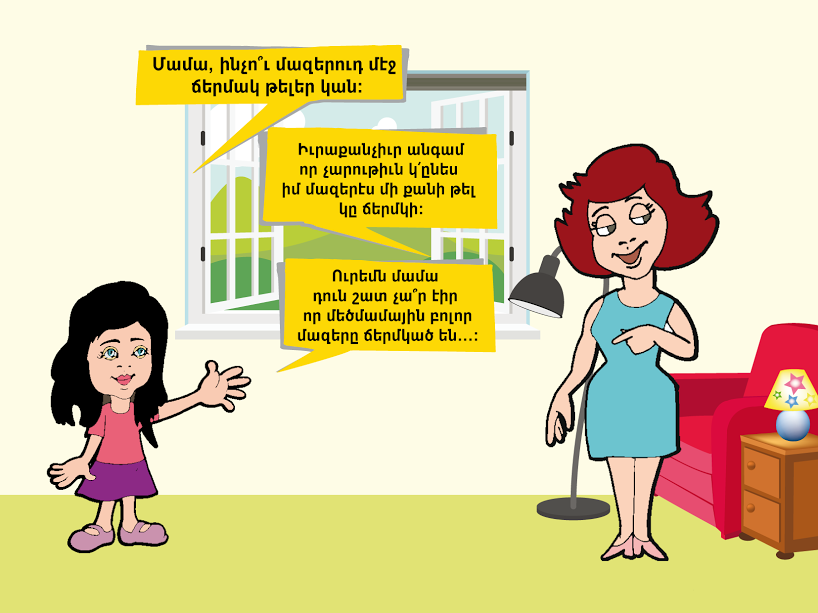 Մամա, ինչո՞ւ մազերուդ մէջ
ճերմակ թելեր կան:
Իւրաքանչիւր անգամ
որ չարութիւն կ՛ընես
իմ մազերէս մի քանի թել
կը ճերմկի:
Ուրեմն մամա
դուն շատ չա՞ր էիր
որ մեծմամային բոլոր
մազերը ճերմկած են...: